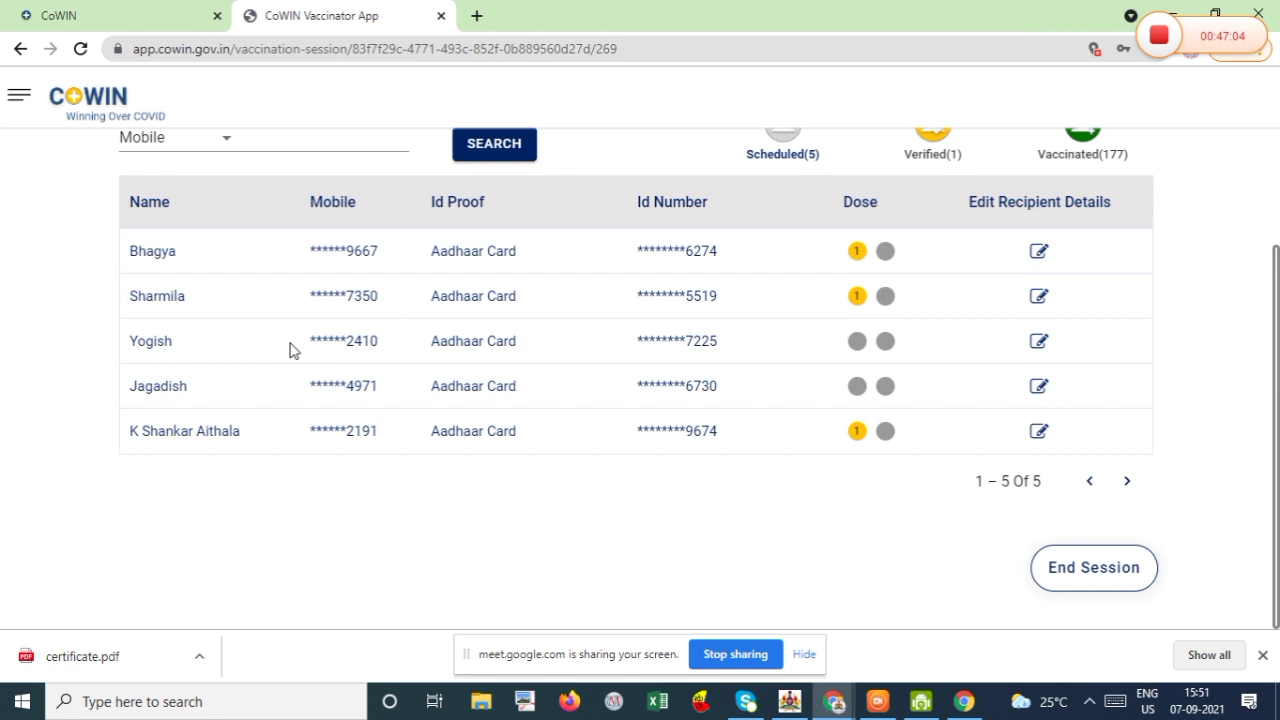 CoWIN
CoWIN Vaccinator App
app.cowin.gov.in/vaccination-session/83f7f29c-4771-493c-852f-0b889560d27d/269
00:47:04
COWIN
Winning Over COVID
Mobile
SEARCH
Scheduled(5)
Verified(1)
Vaccinated(177)
Name Mobile Id Proof Id Number Dose Edit Recipient Details
Bhagya ******9667 Aadhaar Card ********6274 1
Sharmila ******7350 Aadhaar Card ********5519 1
Yogish ******2410 Aadhaar Card ********7225
Jagadish ******4971 Aadhaar Card ********6730
K Shankar Aithala ******2191 Aadhaar Card ********9674 1
1 – 5 Of 5
End Session
PDF certificate.pdf
meet.google.com is sharing your screen. Stop sharing Hide
Show all
Type here to search
25°C
ENG
US
15:51
07-09-2021